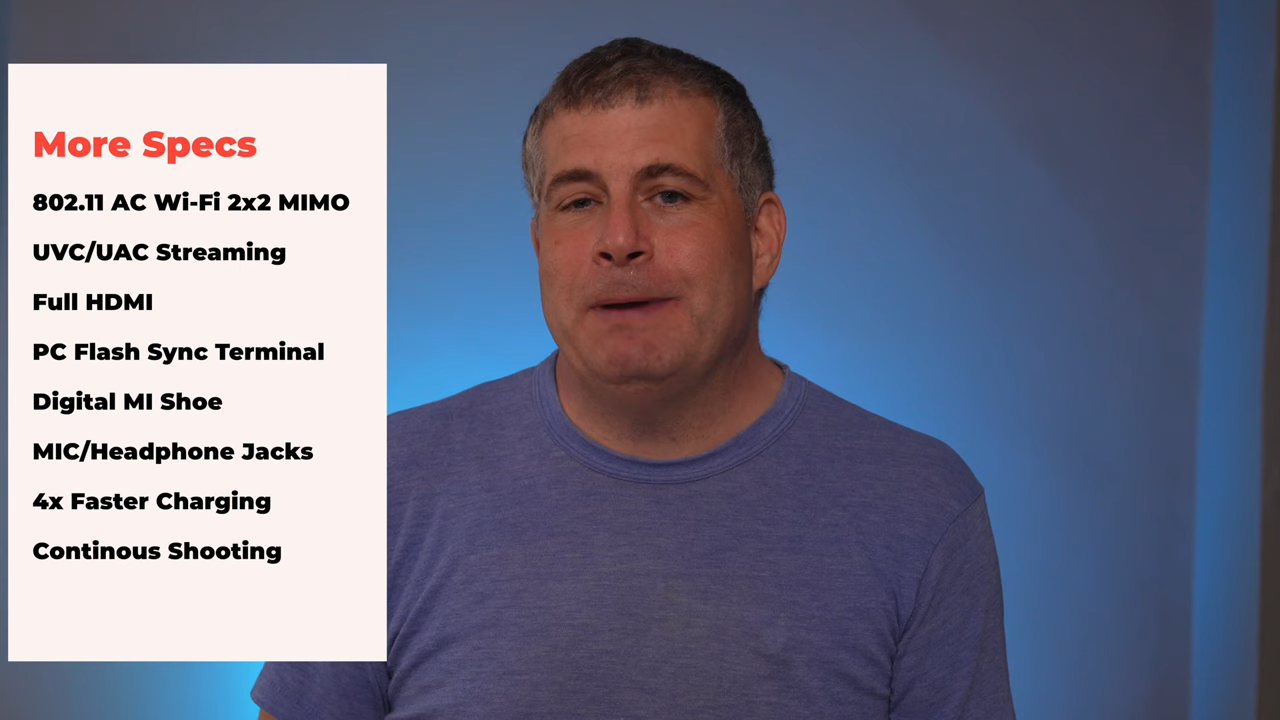 More Specs
802.11 AC Wi-Fi 2x2 MIMO
UVC/UAC Streaming
Full HDMI
PC Flash Sync Terminal
Digital MI Shoe
MIC/Headphone Jacks
4x Faster Charging
Continous Shooting